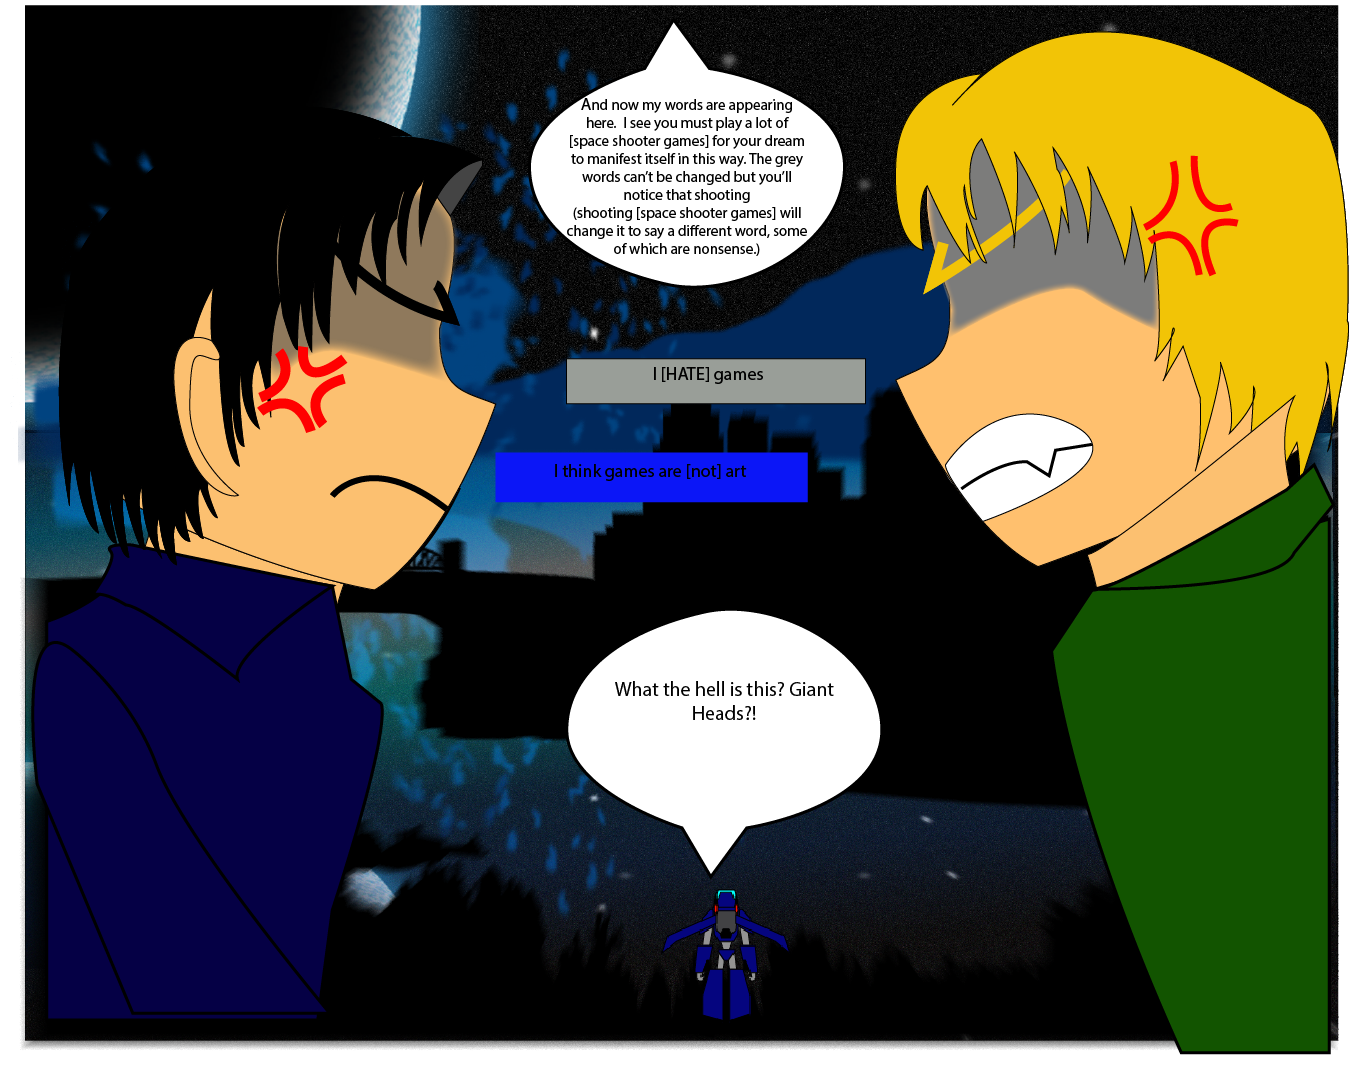 And now my words are appearing
here.  I see you must play a lot of
[space shooter games] for your dream
to manifest itself in this way. The grey
words can't be changed but you'll
notice that shooting
(shooting [space shooter games] will
change it to say a different word, some
of which are nonsense.)
I [HATE] games
I think games are [not] art
What the hell is this? Giant
Heads?!